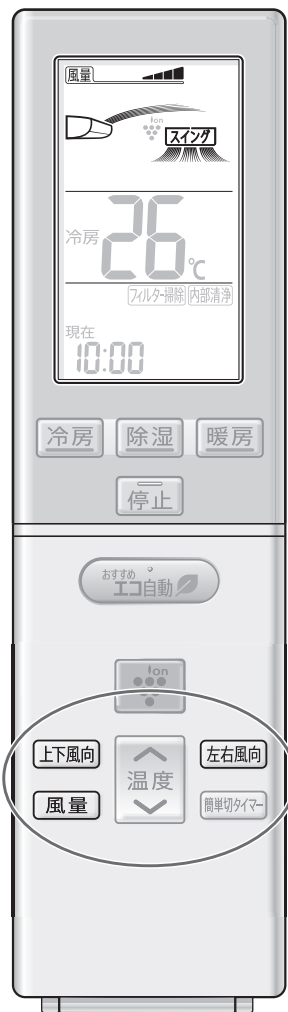 風量
ion
スイング
冷房
26℃
フィルター掃除 内部清浄
現在
10:00
冷房 除湿 暖房
停止
おすすめ
エコ自動
ion
上下風向 温度 左右風向
風量 簡単切タイマー